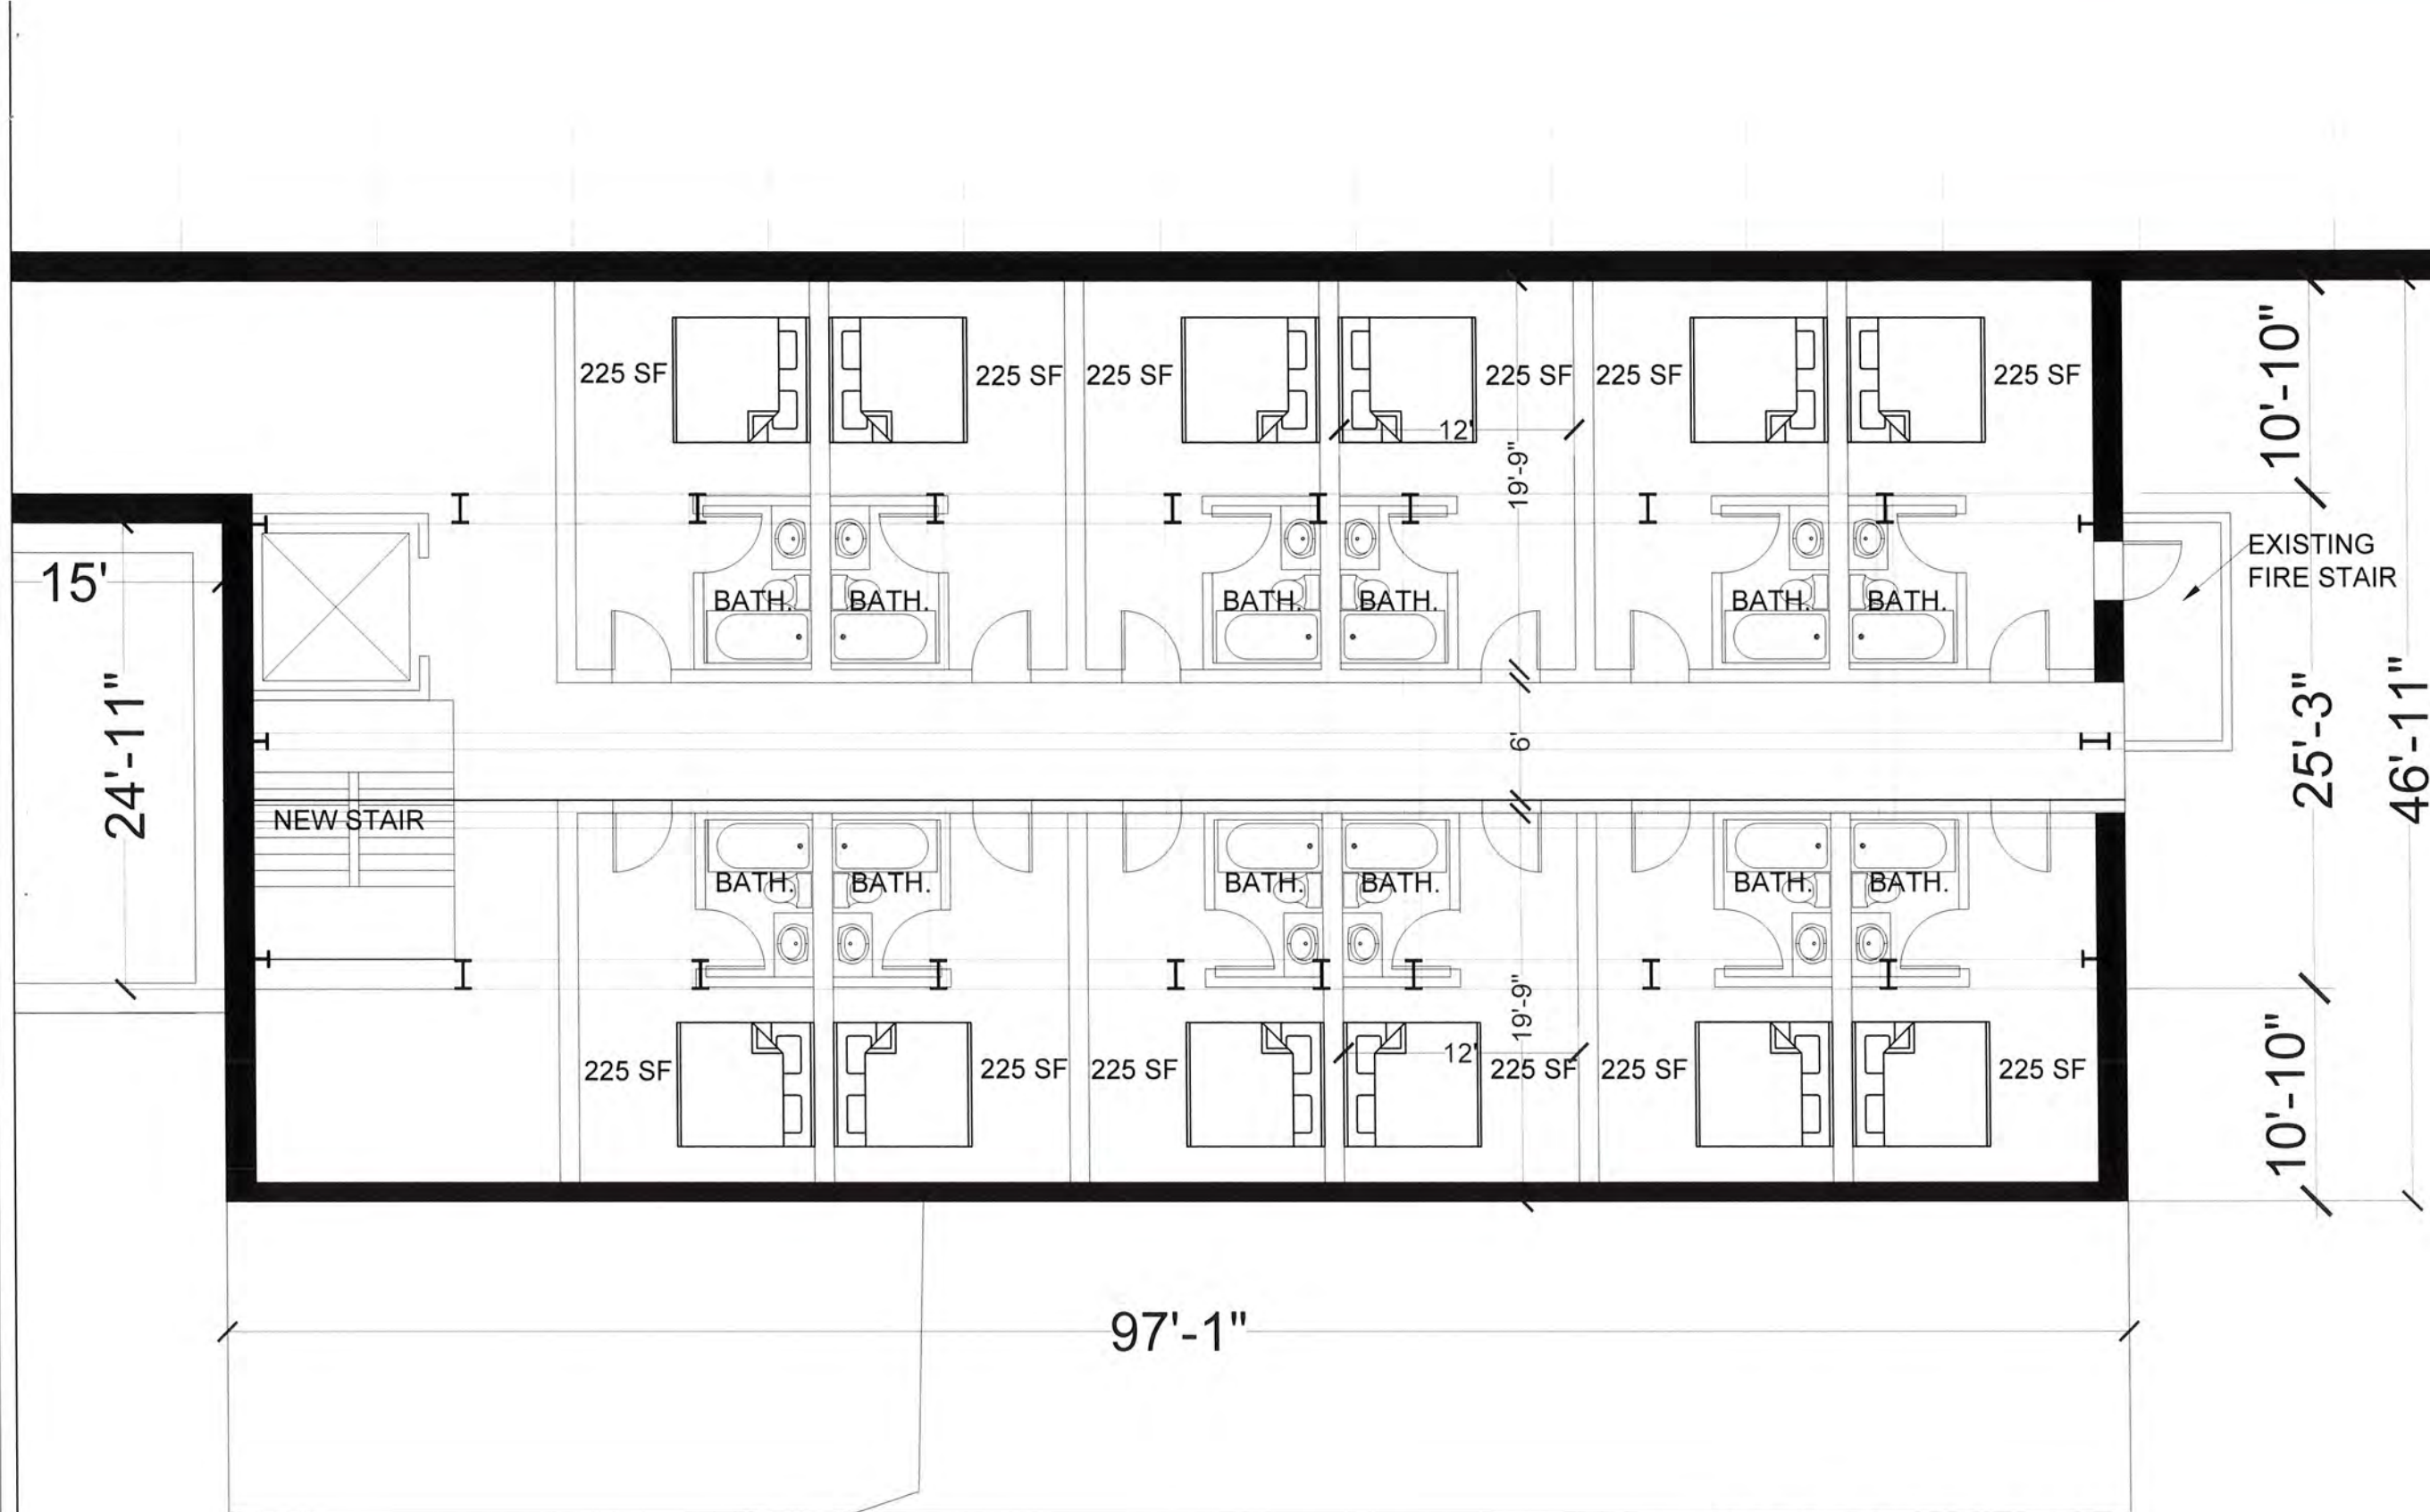 225 SF
225 SF
225 SF
225 SF
225 SF
225 SF
10'-10"
12'
19'-9"
EXISTING
FIRE STAIR
15'
BATH.
BATH.
BATH.
BATH.
BATH.
BATH.
24'-11"
6'
25'-3"
46'-11"
NEW STAIR
BATH.
BATH.
BATH.
BATH.
BATH.
BATH.
19'-9"
12'
225 SF
225 SF
225 SF
225 SF
225 SF
225 SF
10'-10"
97'-1"